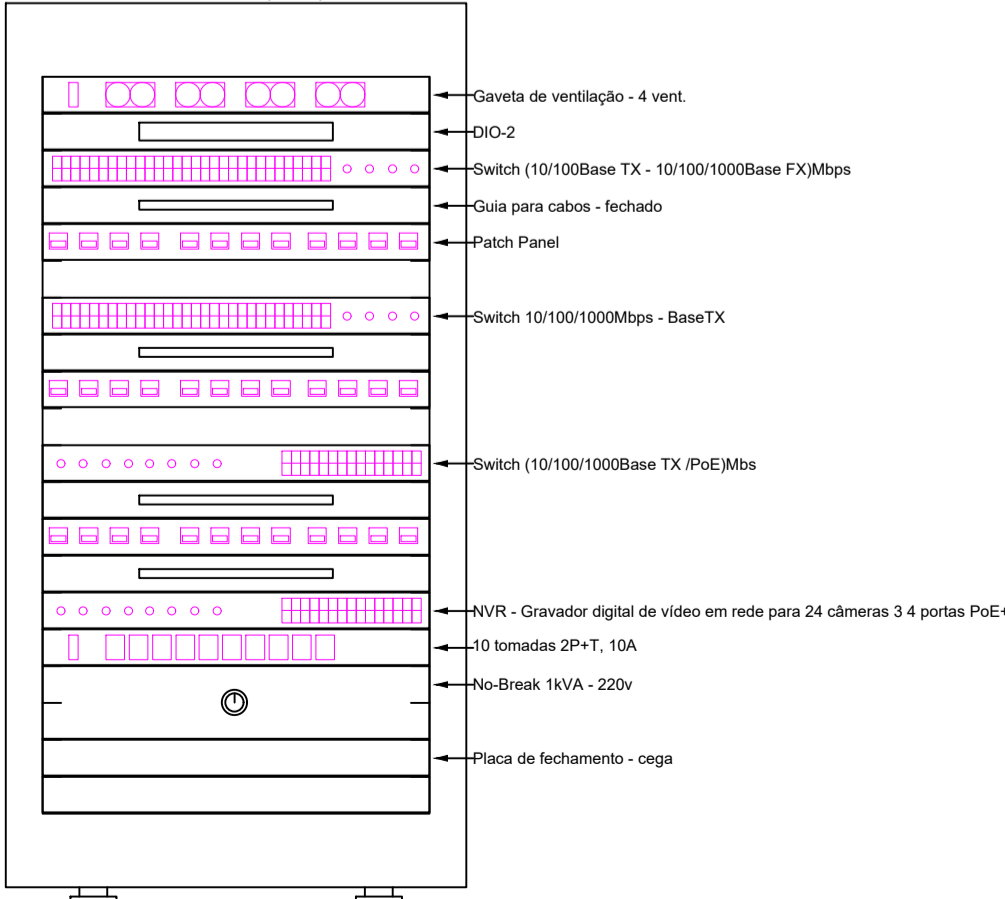 Gaveta de ventilação - 4 vent.
DIO-2
Switch (10/100Base TX - 10/100/1000Base FX)Mbps
Guia para cabos - fechado
Patch Panel
Switch 10/100/1000Mbps - BaseTX
Switch (10/100/1000Base TX /PoE)Mbs
NVR - Gravador digital de vídeo em rede para 24 câmeras 3 4 portas PoE+
10 tomadas 2P+T, 10A
No-Break 1kVA - 220v
Placa de fechamento - cega